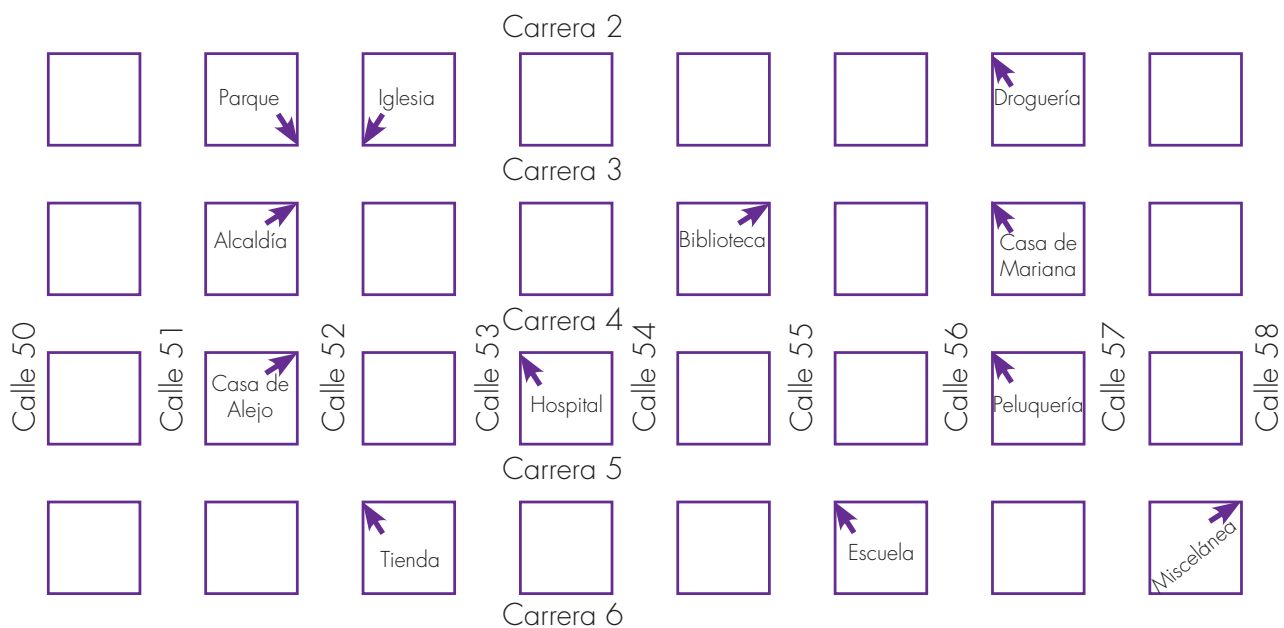 Carrera 2
Parque
Iglesia
Droguería
Carrera 3
Alcaldía
Biblioteca
Casa de
Mariana
Carrera 4
Calle 50
Calle 51
Calle 52
Calle 53
Calle 54
Calle 55
Calle 56
Calle 57
Calle 58
Casa de
Alejo
Hospital
Peluquería
Carrera 5
Tienda
Escuela
Miscelánea
Carrera 6